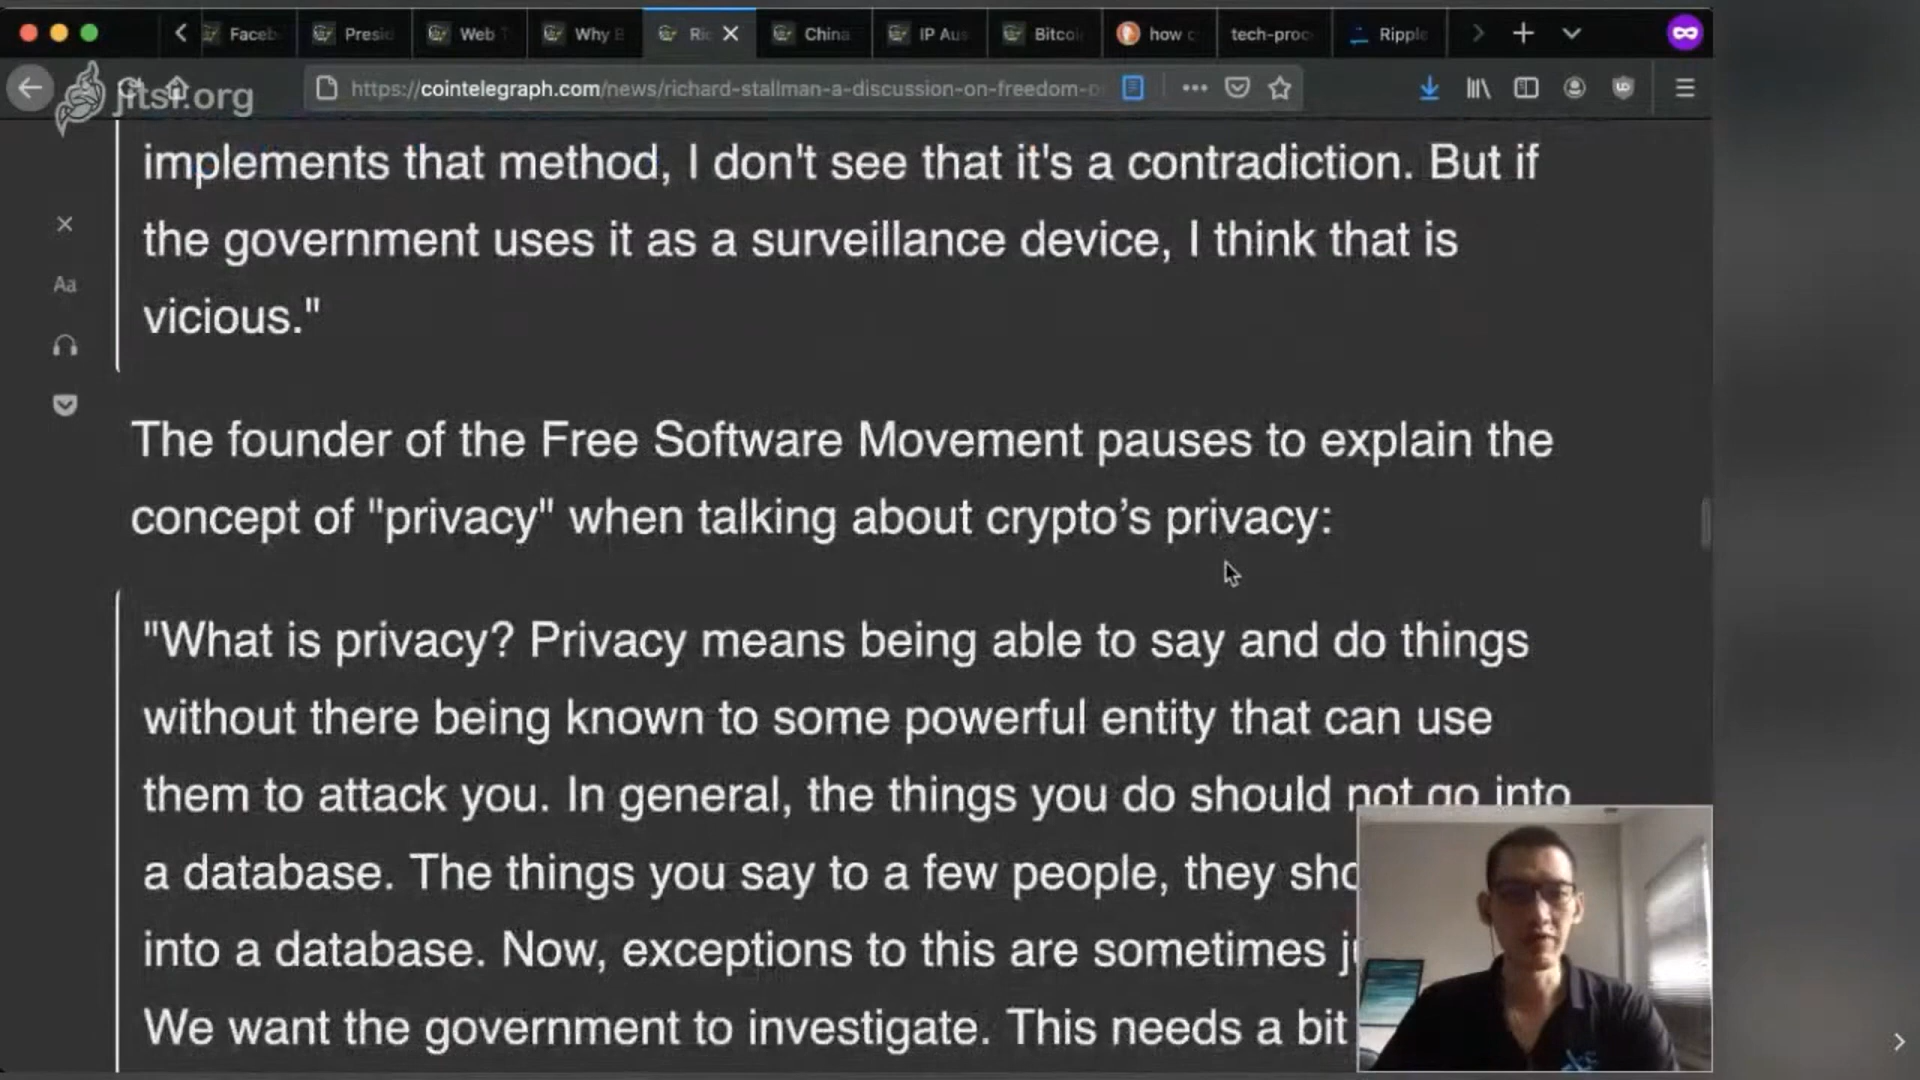 Faceb
Presid
Web
Why B
Ric
China
IP Aus
Bitcoi
how c
tech-proc
Ripple
jitsi.org
https://cointelegraph.com/news/richard-stallman-a-discussion-on-freedom-o
Aa
implements that method, I don't see that it's a contradiction. But if
the government uses it as a surveillance device, I think that is
vicious."
The founder of the Free Software Movement pauses to explain the
concept of "privacy" when talking about crypto’s privacy:
"What is privacy? Privacy means being able to say and do things
without there being known to some powerful entity that can use
them to attack you. In general, the things you do should not go into
a database. The things you say to a few people, they sho
into a database. Now, exceptions to this are sometimes ju
We want the government to investigate. This needs a bit